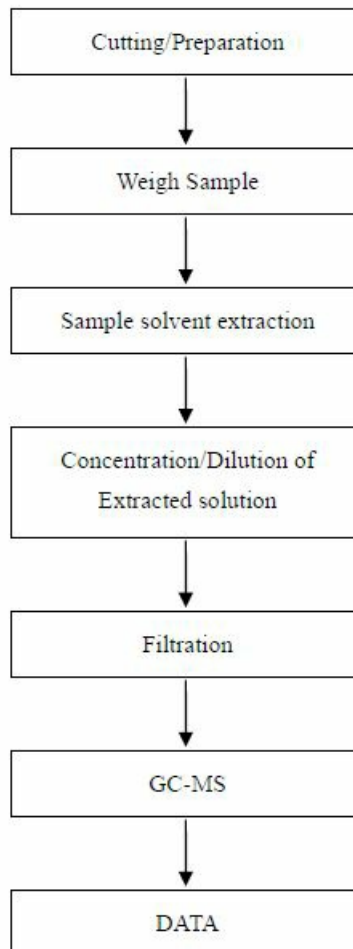 Cutting/Preparation
Weigh Sample
Sample solvent extraction
Concentration/Dilution of
Extracted solution
Filtration
GC-MS
DATA